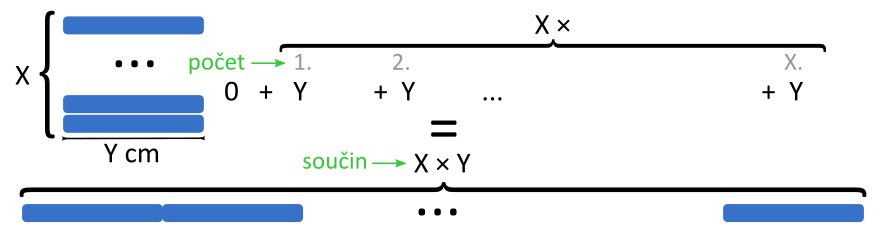 X ×
počet 1. 2. X.
X ...
0 + Y + Y ... + Y
=
Y cm
součin X × Y
...